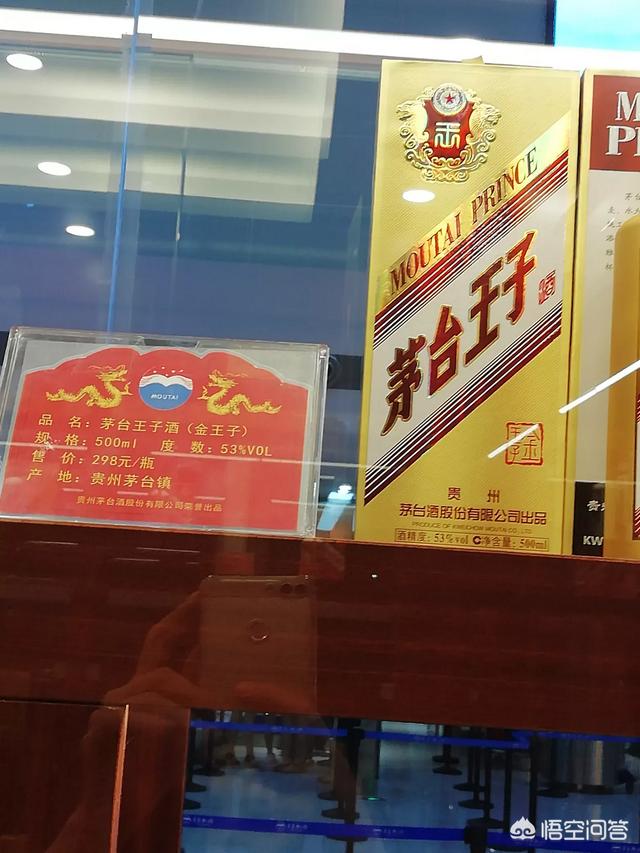 MOUTAI
品 名：茅台王子酒（金王子）
规 格：500ml 度 数：53%VOL
售 价：298元/瓶
产 地：贵州茅台镇
贵州茅台酒股份有限公司荣誉出品
MOUTAI PRINCE
茅台王子酒
贵 州
茅台酒股份有限公司出品
PRODUCE OF KWEICHOW MOUTAI CO., LTD
酒精度：53%vol C净含量：500ml
M
P
KW
悟空问答